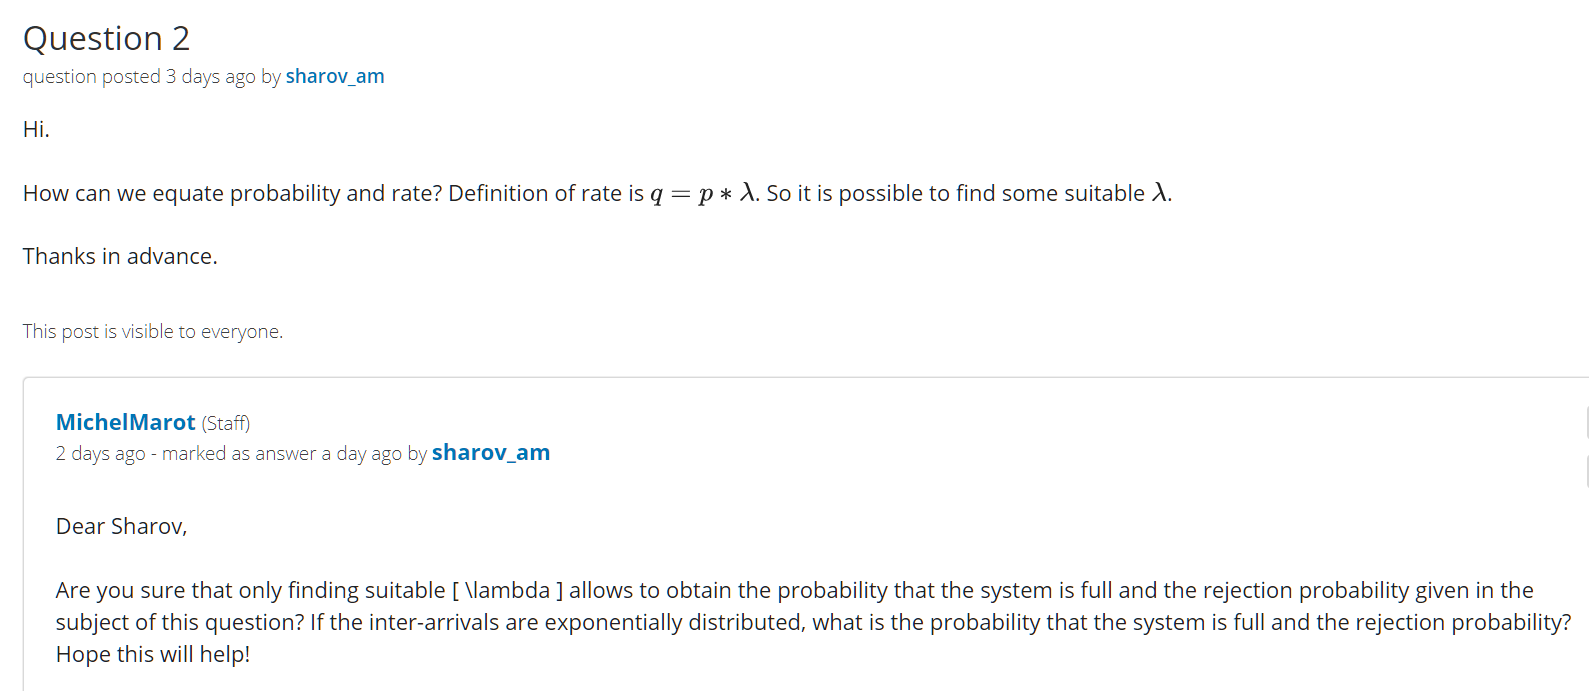 Question 2
question posted 3 days ago by sharov_am
Hi.
How can we equate probability and rate? Definition of rate is q = p * λ. So it is possible to find some suitable λ.
Thanks in advance.
This post is visible to everyone.
MichelMarot (Staff)
2 days ago - marked as answer a day ago by sharov_am
Dear Sharov,
Are you sure that only finding suitable [ \lambda ] allows to obtain the probability that the system is full and the rejection probability given in the
subject of this question? If the inter-arrivals are exponentially distributed, what is the probability that the system is full and the rejection probability?
Hope this will help!